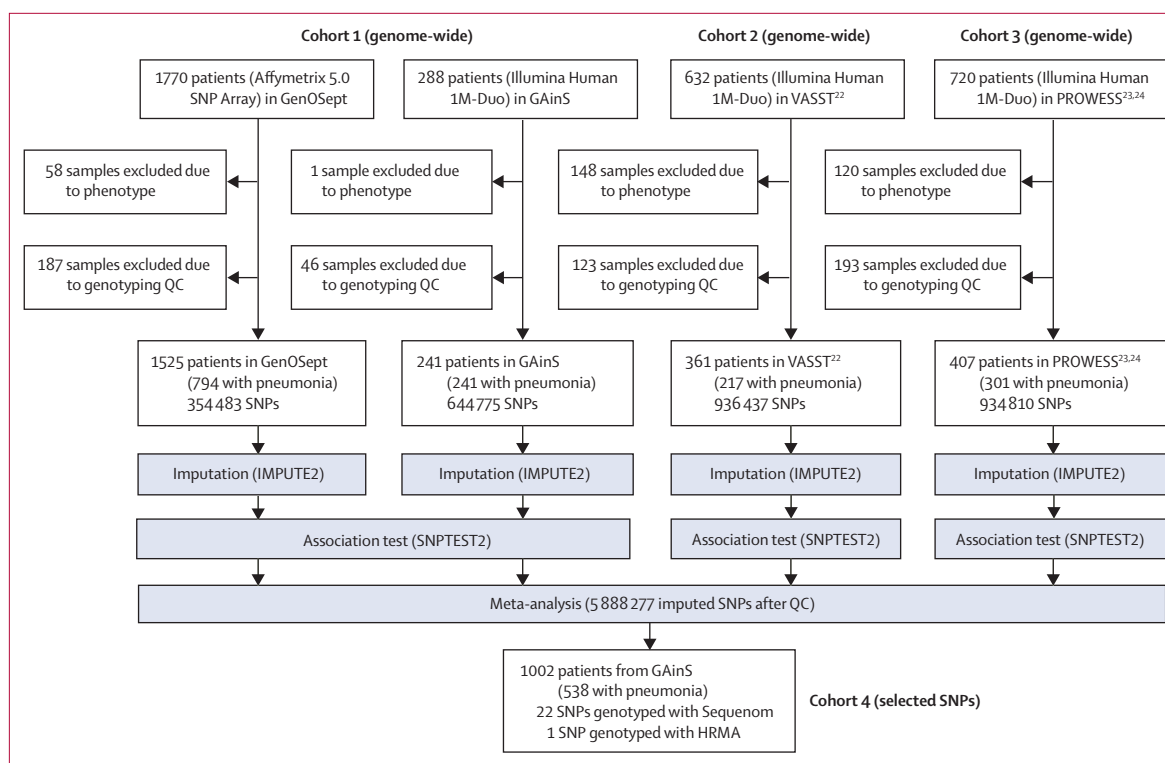 Cohort 1 (genome-wide)
Cohort 2 (genome-wide)
Cohort 3 (genome-wide)
1770 patients (Affymetrix 5.0
SNP Array) in GenOSept
288 patients (Illumina Human
1M-Duo) in GAinS
632 patients (Illumina Human
1M-Duo) in VASST22
720 patients (Illumina Human
1M-Duo) in PROWESS23,24
58 samples excluded due
to phenotype
1 sample excluded due
to phenotype
148 samples excluded due
to phenotype
120 samples excluded due
to phenotype
187 samples excluded due
to genotyping QC
46 samples excluded due
to genotyping QC
123 samples excluded due
to genotyping QC
193 samples excluded due
to genotyping QC
1525 patients in GenOSept
(794 with pneumonia)
354 483 SNPs
241 patients in GAinS
(241 with pneumonia)
644 775 SNPs
361 patients in VASST22
(217 with pneumonia)
936 437 SNPs
407 patients in PROWESS23,24
(301 with pneumonia)
934 810 SNPs
Imputation (IMPUTE2)
Imputation (IMPUTE2)
Imputation (IMPUTE2)
Imputation (IMPUTE2)
Association test (SNPTEST2)
Association test (SNPTEST2)
Association test (SNPTEST2)
Meta-analysis (5 888 277 imputed SNPs after QC)
1002 patients from GAinS
(538 with pneumonia)
22 SNPs genotyped with Sequenom
1 SNP genotyped with HRMA
Cohort 4 (selected SNPs)